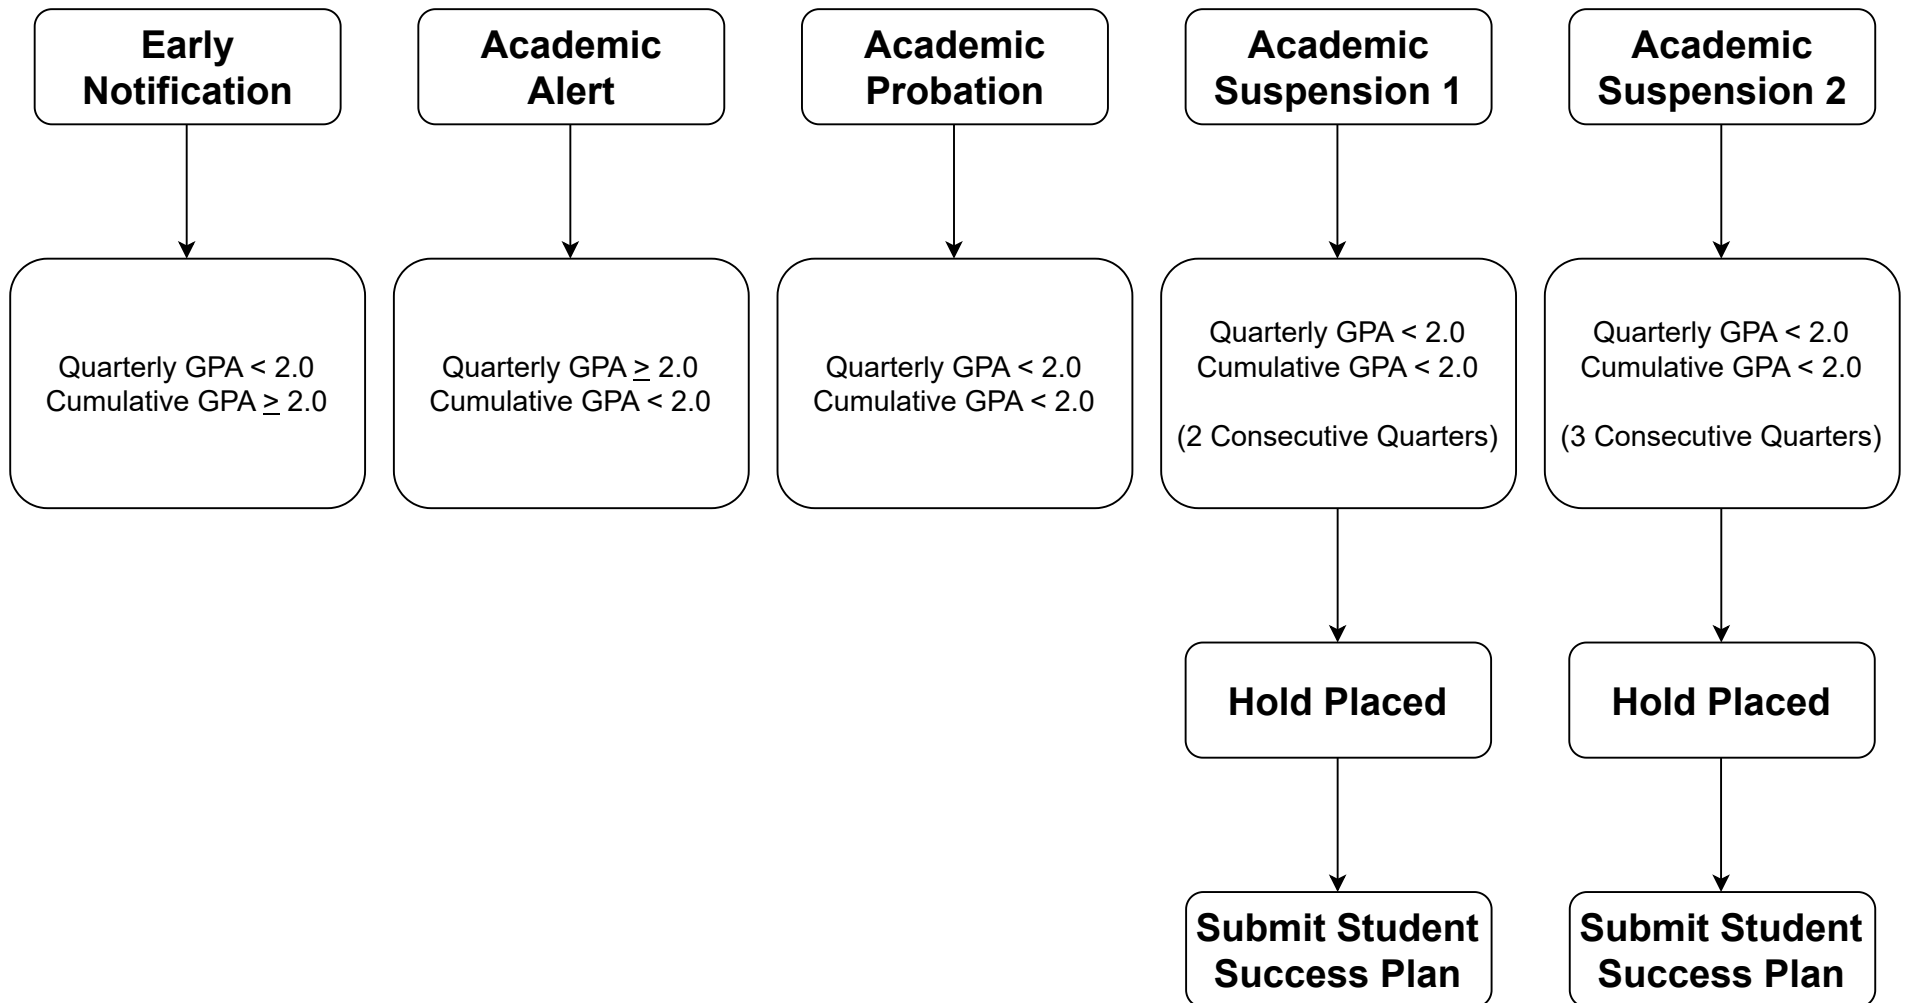 Early
Notification
Academic
Alert
Academic
Probation
Academic
Suspension 1
Academic
Suspension 2
Quarterly GPA < 2.0
Cumulative GPA ≥ 2.0
Quarterly GPA ≥ 2.0
Cumulative GPA < 2.0
Quarterly GPA < 2.0
Cumulative GPA < 2.0
Quarterly GPA < 2.0
Cumulative GPA < 2.0
(2 Consecutive Quarters)
Quarterly GPA < 2.0
Cumulative GPA < 2.0
(3 Consecutive Quarters)
Hold Placed
Hold Placed
Submit Student
Success Plan
Submit Student
Success Plan